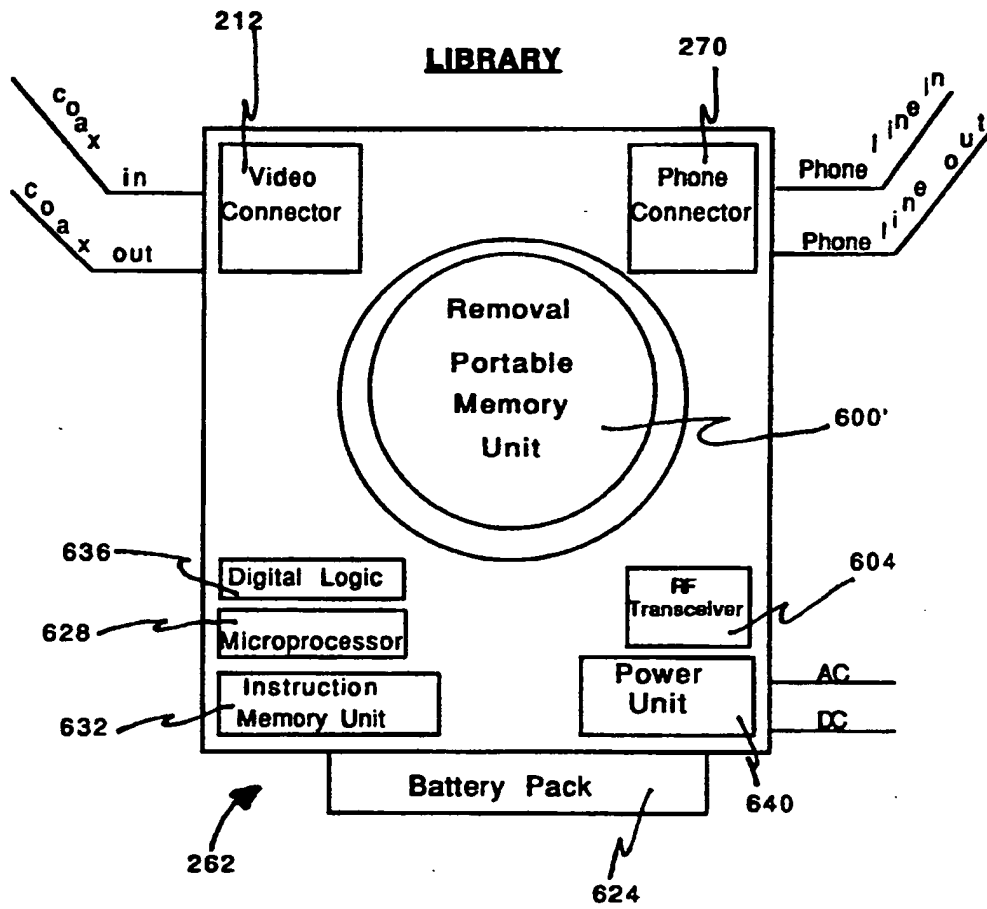 212
LIBRARY
270
coax in
Video
Connector
Phone
Connector
Phone line in
coax out
Phone line out
Removal
Portable
Memory
Unit
600'
636
Digital Logic
RF
Transceiver
604
628
Microprocessor
Instruction
Memory Unit
632
Power
Unit
AC
DC
Battery Pack
640
262
624